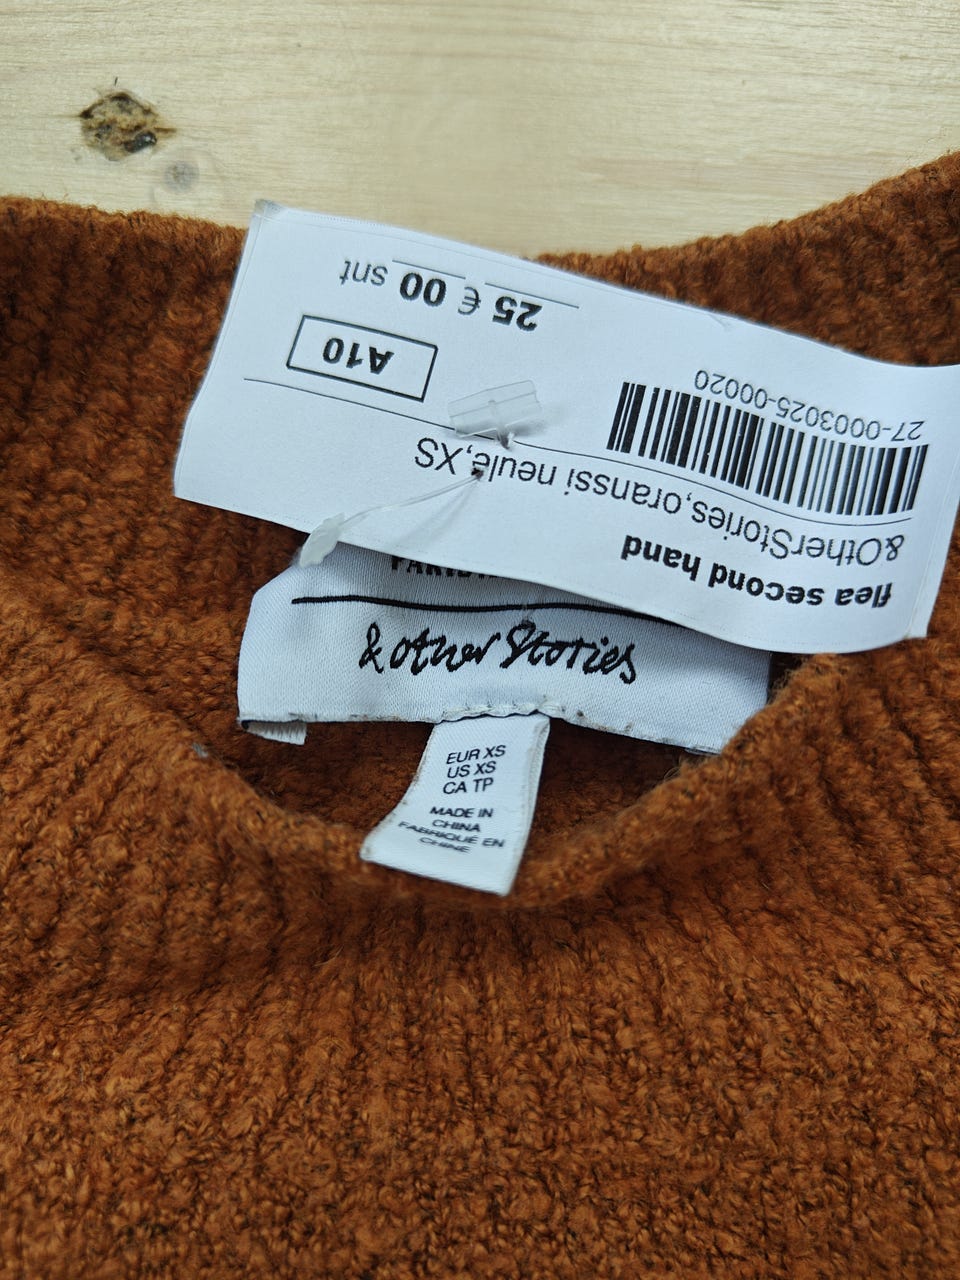 flea second hand
&OtherStories,oranssi neule,XS
27-0003025-00020
A10
25 € 00 snt
& other Stories
EUR XS
US XS
CA TP
MADE IN
CHINA
FABRIQUÉ EN
CHINE